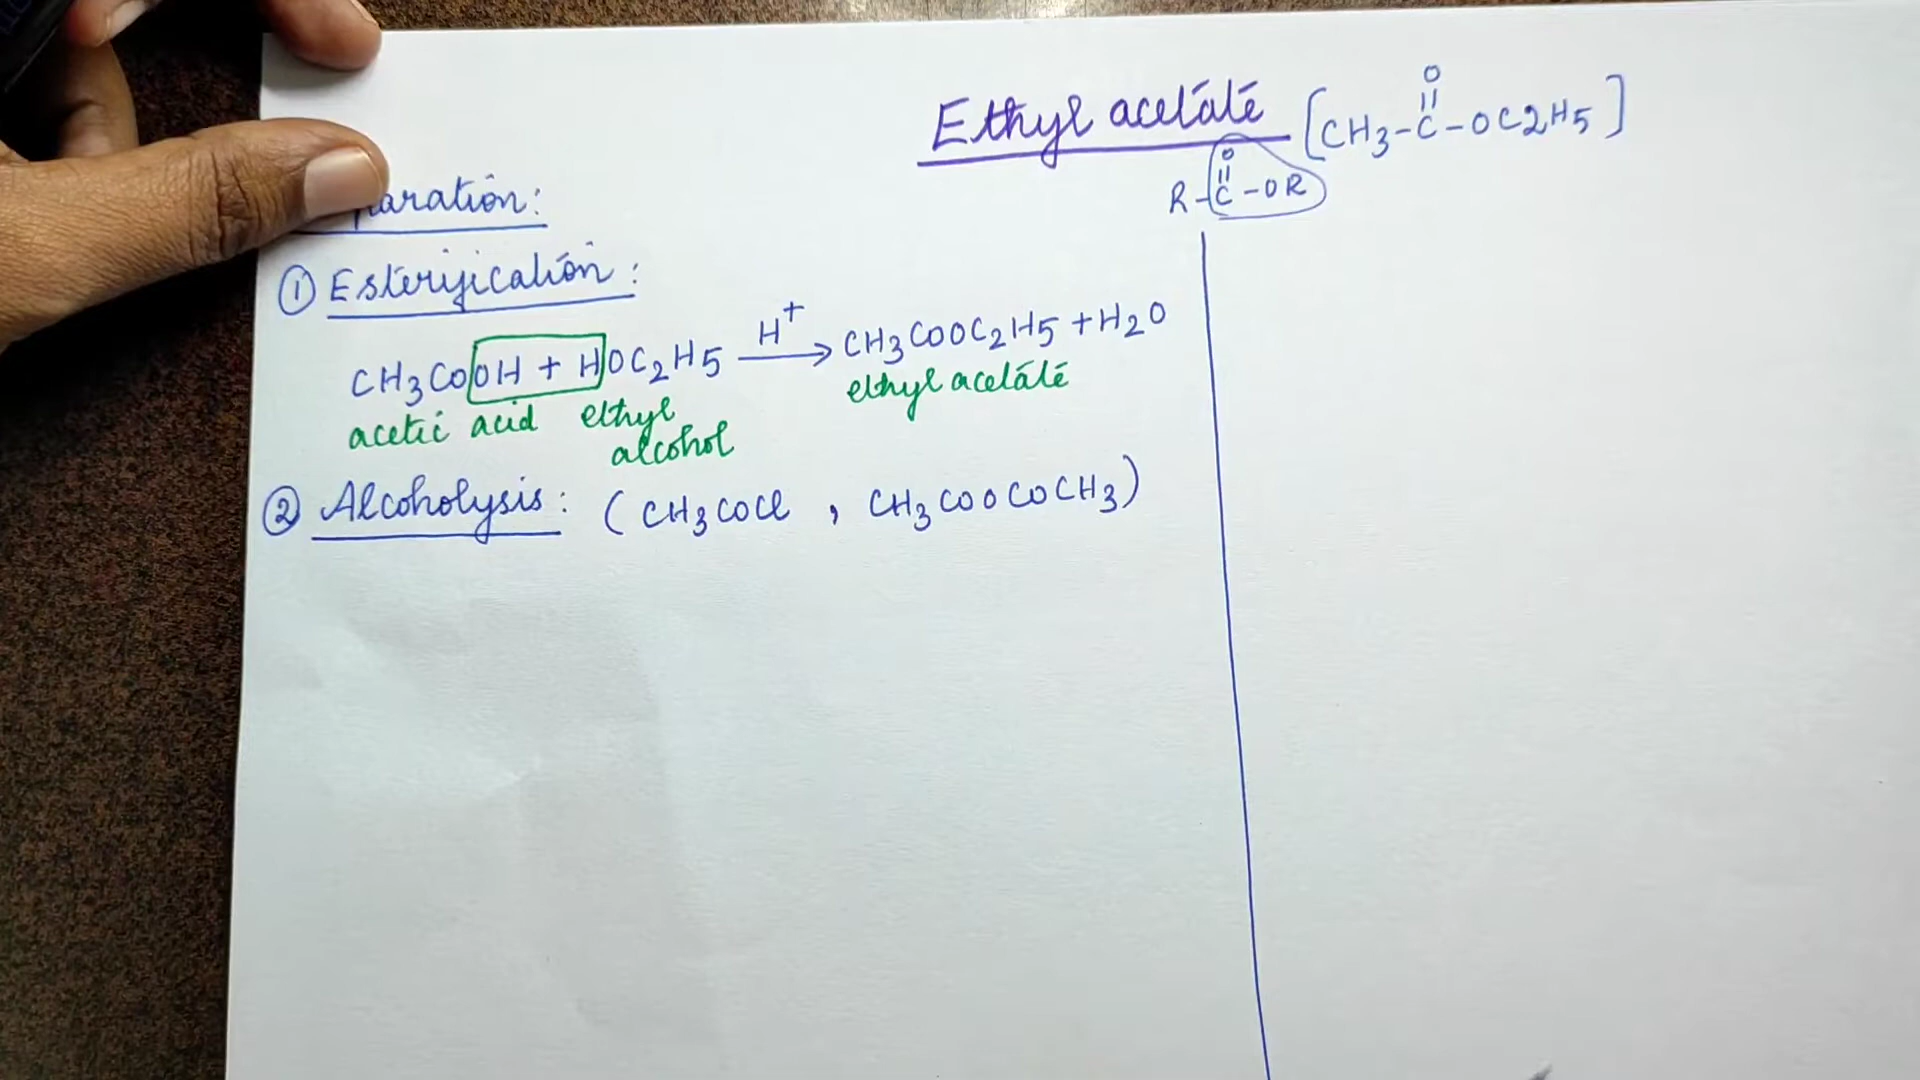 Ethyl acetate [CH3-C-OC2H5]
O
||
R-C-OR
O
||
paration:
① Esterification:
CH3COOH + HOC2H5 H+ → CH3COOC2H5 + H2O
acetic acid ethyl alcohol ethyl acetate
② Alcoholysis: (CH3COCl , CH3COOCOCH3)